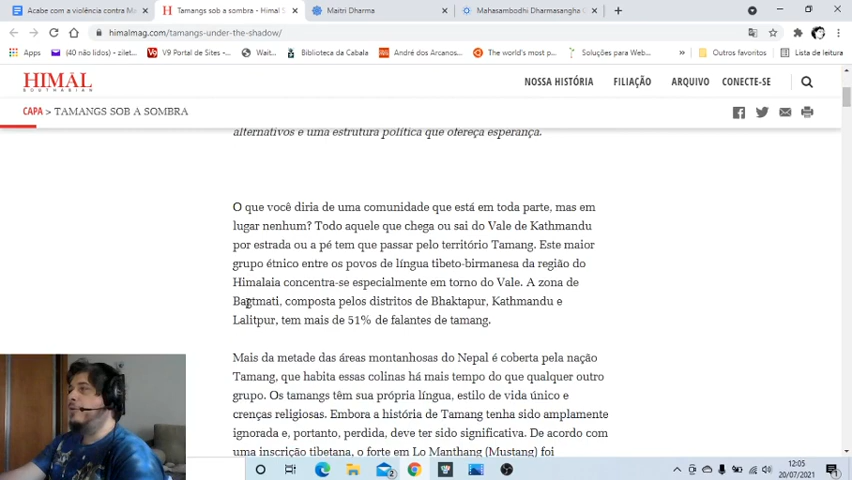 Acabe com a violência contra Ma
Tamangs sob a sombra - Himal S
Maitri Dharma
Mahasambodhi Dharmasangha G
himalmag.com/tamangs-under-the-shadow/
Apps
(40 não lidos) - zilet...
V9 Portal de Sites -...
Wait...
Biblioteca da Cabala
André dos Arcanos...
The world's most p...
Soluções para Web...
»
Outros favoritos
Lista de leitura
HIMAL
SOUTHASIAN
NOSSA HISTÓRIA
FILIAÇÃO
ARQUIVO
CONECTE-SE
CAPA > TAMANGS SOB A SOMBRA
alternativos e uma estrutura política que ofereça esperança.
O que você diria de uma comunidade que está em toda parte, mas em
lugar nenhum? Todo aquele que chega ou sai do Vale de Kathmandu
por estrada ou a pé tem que passar pelo território Tamang. Este maior
grupo étnico entre os povos de língua tibeto-birmanesa da região do
Himalaia concentra-se especialmente em torno do Vale. A zona de
Bagmati, composta pelos distritos de Bhaktapur, Kathmandu e
Lalitpur, tem mais de 51% de falantes de tamang.
Mais da metade das áreas montanhosas do Nepal é coberta pela nação
Tamang, que habita essas colinas há mais tempo do que qualquer outro
grupo. Os tamangs têm sua própria língua, estilo de vida único e
crenças religiosas. Embora a história de Tamang tenha sido amplamente
ignorada e, portanto, perdida, deve ter sido significativa. De acordo com
uma inscrição tibetana, o forte em Lo Manthang (Mustang) foi
12:05
20/07/2021